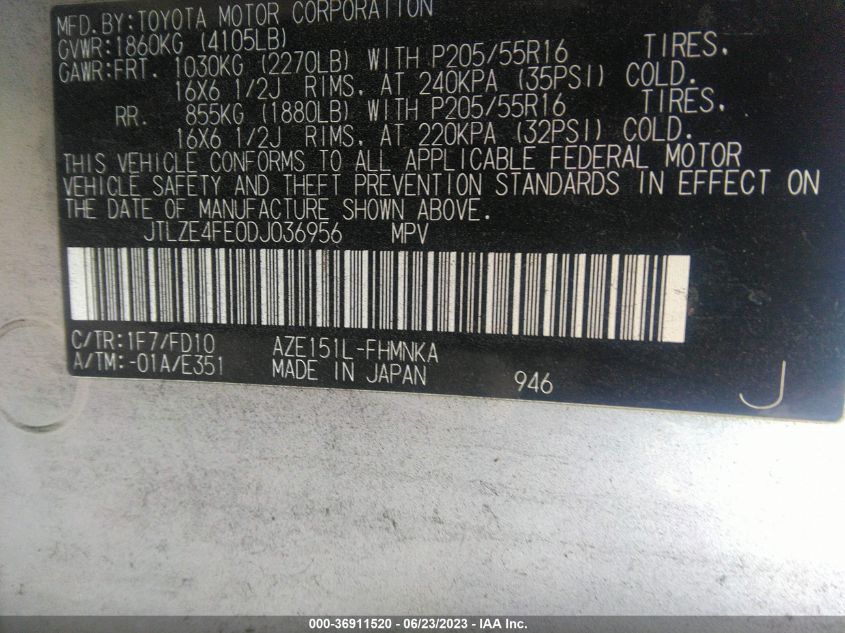 MFD.BY:TOYOTA MOTOR CORPORATION
GVWR:1860KG (4105LB)
GAWR:FRT. 1030KG (2270LB) WITH P205/55R16 TIRES,
16X6 1/2J RIMS, AT 240KPA (35PSI) COLD.
RR. 855KG (1880LB) WITH P205/55R16 TIRES,
16X6 1/2J RIMS, AT 220KPA (32PSI) COLD.
THIS VEHICLE CONFORMS TO ALL APPLICABLE FEDERAL MOTOR
VEHICLE SAFETY AND THEFT PREVENTION STANDARDS IN EFFECT ON
THE DATE OF MANUFACTURE SHOWN ABOVE.
JTLZE4FE0DJ036956 MPV
C/TR:1F7/FD10 AZE151L-FHMNKA
A/TM:-01A/E351 MADE IN JAPAN 946 J
000-36911520 - 06/23/2023 - IAA Inc.